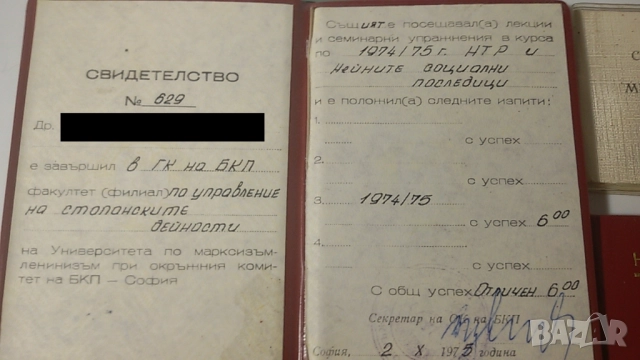 СВИДЕТЕЛСТВО
№ 629
Др.
е завършил в ГК на БКП
факултет (филиал) по управление
на стопанските
дейности
на Университета по марксизъм-
ленинизъм при окръжния коми-
тет на БКП — София
Същият е посещавал(а) лекции
и семинарни упражнения в курса
по 1974/75 г. НТР и
нейните социални
последици
и е положил(а) следните изпити:
1.
с успех
2.
с успех
3. 1974/75
с успех 6.00
4.
с успех
С общ успех Отличен 6.00
Секретар на ОК на БКП:
София, 2 X 1975 година
С
М
Н
BAZAR